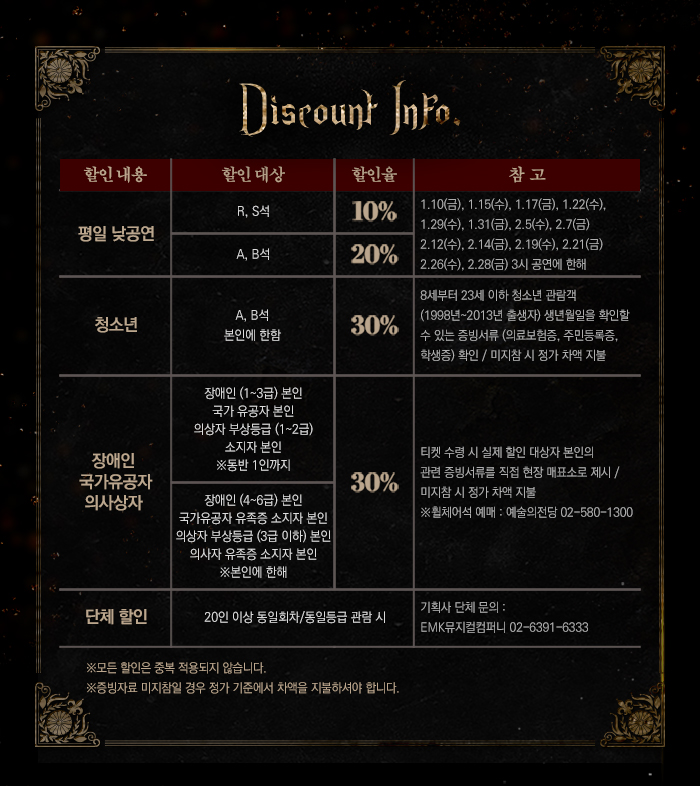 Discount Info.
할인 내용
할인 대상
할인율
참 고
평일 낮공연
R, S석
10%
A, B석
20%
1.10(금), 1.15(수), 1.17(금), 1.22(수),
1.29(수), 1.31(금), 2.5(수), 2.7(금)
2.12(수), 2.14(금), 2.19(수), 2.21(금)
2.26(수), 2.28(금) 3시 공연에 한해
청소년
A, B석
본인에 한함
30%
8세부터 23세 이하 청소년 관람객
(1998년~2013년 출생자) 생년월일을 확인할
수 있는 증빙서류 (의료보험증, 주민등록증,
학생증) 확인 / 미지참 시 정가 차액 지불
장애인
국가유공자
의사상자
장애인 (1~3급) 본인
국가 유공자 본인
의상자 부상등급 (1~2급)
소지자 본인
※동반 1인까지
장애인 (4~6급) 본인
국가유공자 유족증 소지자 본인
의상자 부상등급 (3급 이하) 본인
의사자 유족증 소지자 본인
※본인에 한해
30%
티켓 수령 시 실제 할인 대상자 본인의
관련 증빙서류를 직접 현장 매표소로 제시 /
미지참 시 정가 차액 지불
※휠체어석 예매 : 예술의전당 02-580-1300
단체 할인
20인 이상 동일회차/동일등급 관람 시
기획사 단체 문의 :
EMK뮤지컬컴퍼니 02-6391-6333
※모든 할인은 중복 적용되지 않습니다.
※증빙자료 미지참일 경우 정가 기준에서 차액을 지불하셔야 합니다.